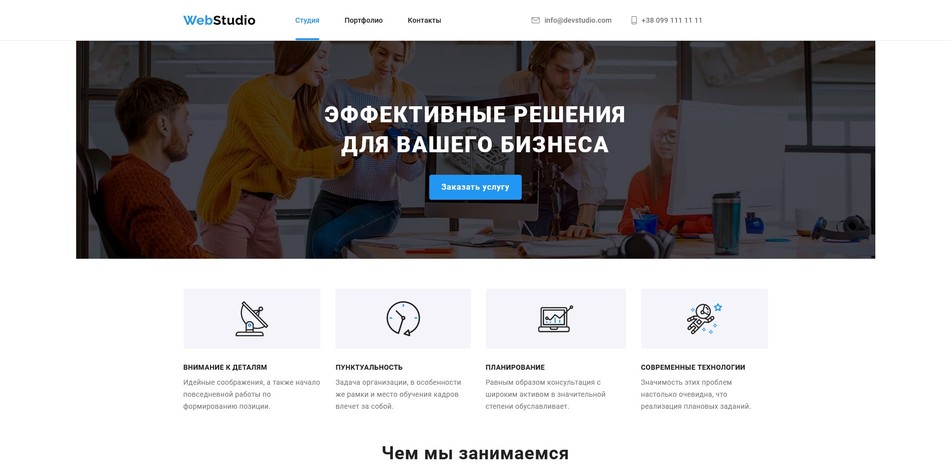 WebStudio
Студия
Портфолио
Контакты
info@devstudio.com
+38 099 111 11 11
ЭФФЕКТИВНЫЕ РЕШЕНИЯ
ДЛЯ ВАШЕГО БИЗНЕСА
Заказать услугу
ВНИМАНИЕ К ДЕТАЛЯМ
Идейные соображения, а также начало
повседневной работы по
формированию позиции.
ПУНКТУАЛЬНОСТЬ
Задача организации, в особенности
же рамки и место обучения кадров
влечет за собой.
ПЛАНИРОВАНИЕ
Равным образом консультация с
широким активом в значительной
степени обуславливает.
СОВРЕМЕННЫЕ ТЕХНОЛОГИИ
Значимость этих проблем
настолько очевидна, что
реализация плановых заданий.
Чем мы занимаемся